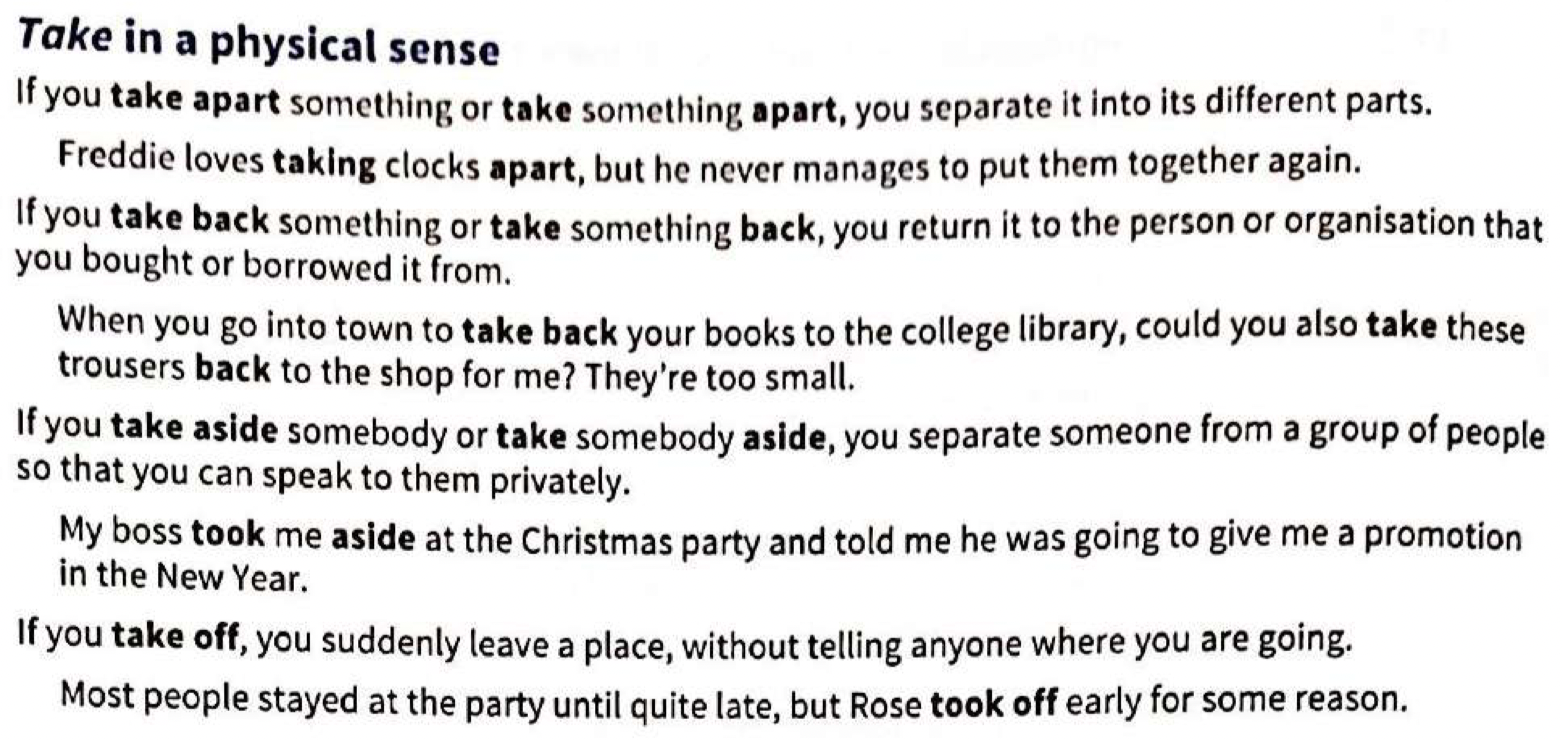 Take in a physical sense
If you take apart something or take something apart, you separate it into its different parts.
Freddie loves taking clocks apart, but he never manages to put them together again.
If you take back something or take something back, you return it to the person or organisation that
you bought or borrowed it from.
When you go into town to take back your books to the college library, could you also take these
trousers back to the shop for me? They're too small.
If you take aside somebody or take somebody aside, you separate someone from a group of people
so that you can speak to them privately.
My boss took me aside at the Christmas party and told me he was going to give me a promotion
in the New Year.
If you take off, you suddenly leave a place, without telling anyone where you are going.
Most people stayed at the party until quite late, but Rose took off early for some reason.